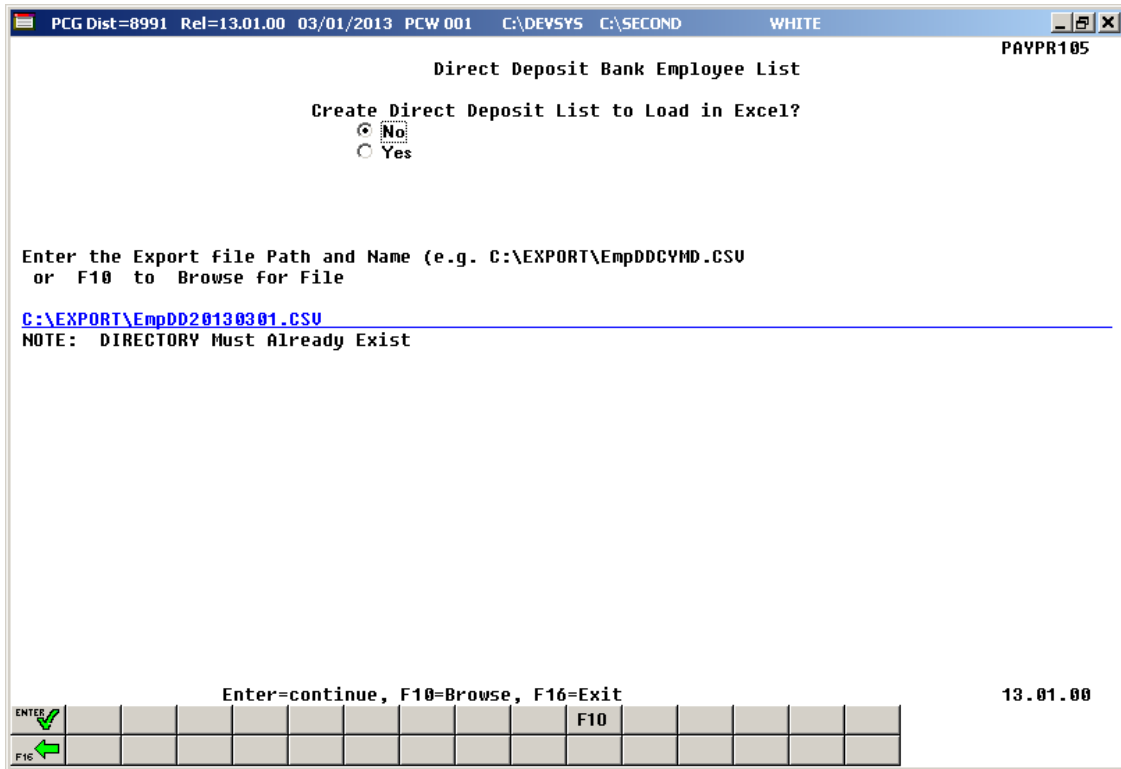 PCG Dist=8991 Rel=13.01.00 03/01/2013 PCW 001 C:\DEVSYS C:\SECOND WHITE
PAYPR105
Direct Deposit Bank Employee List
Create Direct Deposit List to Load in Excel?
No
Yes
Enter the Export file Path and Name (e.g. C:\EXPORT\EmpDDCYMD.CSV
or F10 to Browse for File
C:\EXPORT\EmpDD20130301.CSV
NOTE: DIRECTORY Must Already Exist
Enter=continue, F10=Browse, F16=Exit
13.01.00
ENTER
F10
F16